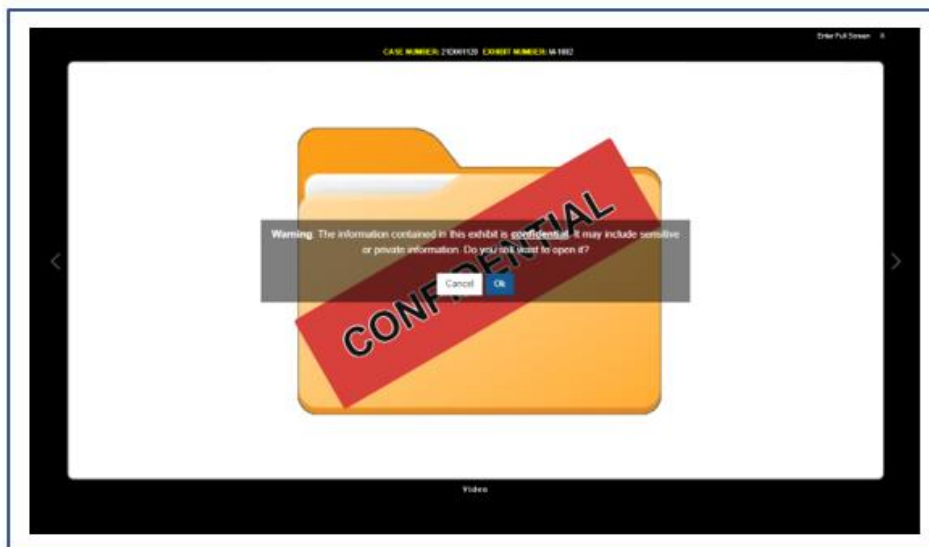 Enter Full Screen X
CASE NUMBER: 21D001120 EXHIBIT NUMBER: M-1002
Warning: The information contained in this exhibit is confidential. It may include sensitive
or private information. Do you still want to open it?
Cancel Ok
CONFIDENTIAL
Video